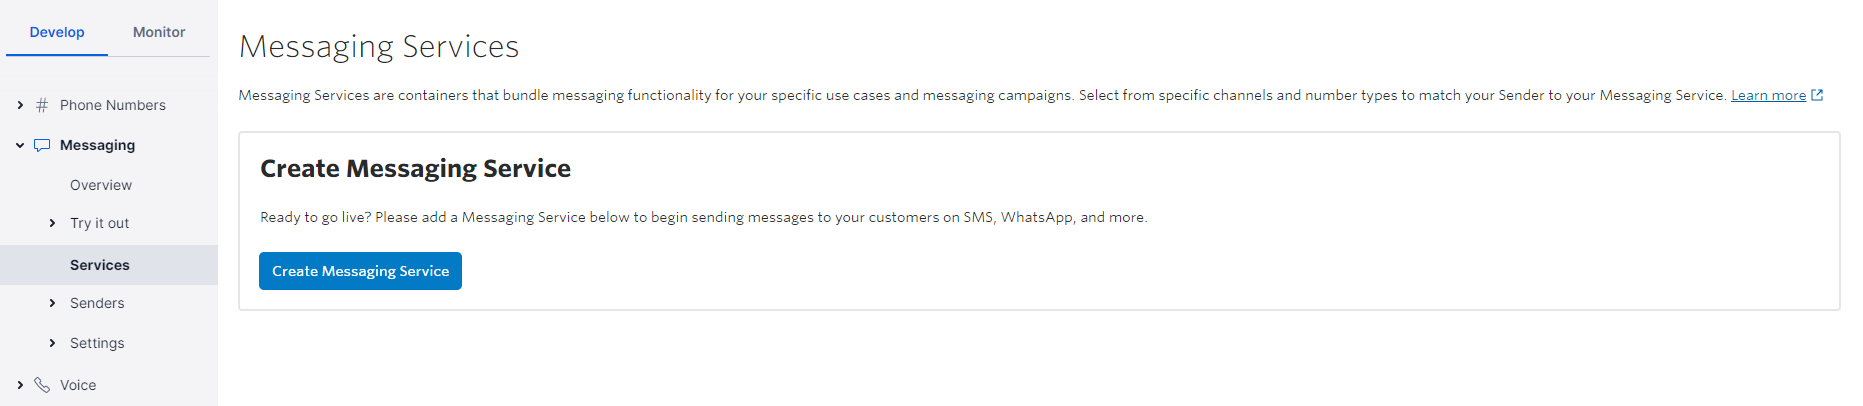 Develop
Monitor
Phone Numbers
Messaging
Overview
Try it out
Services
Senders
Settings
Voice
Messaging Services
Messaging Services are containers that bundle messaging functionality for your specific use cases and messaging campaigns. Select from specific channels and number types to match your Sender to your Messaging Service. Learn more
Create Messaging Service
Ready to go live? Please add a Messaging Service below to begin sending messages to your customers on SMS, WhatsApp, and more.
Create Messaging Service